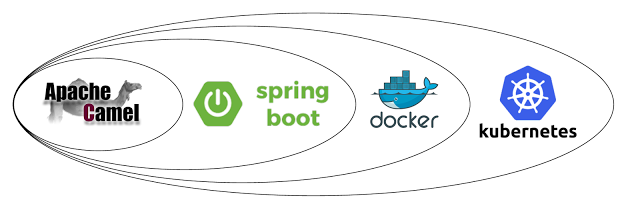 Apache
Camel
spring
boot
docker
kubernetes